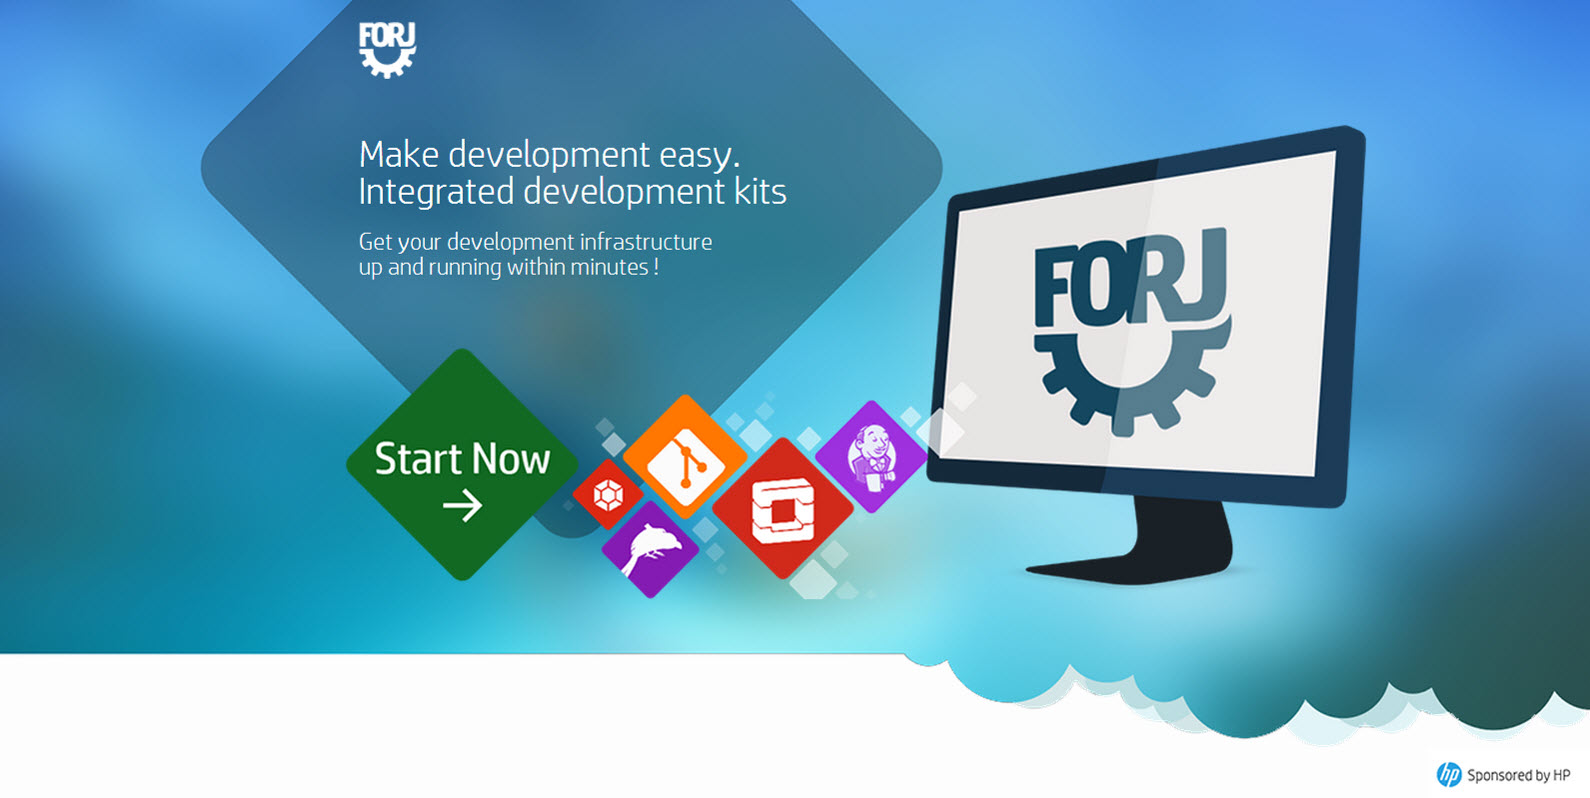 FORJ
Make development easy.
Integrated development kits
Get your development infrastructure
up and running within minutes !
FORJ
Start Now
hp Sponsored by HP